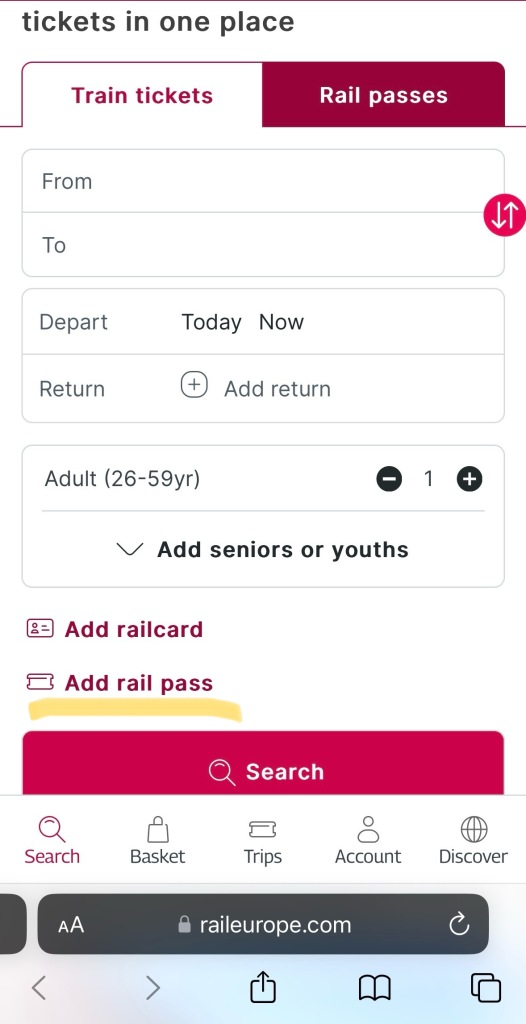 tickets in one place
Train tickets Rail passes
From
To
Depart Today Now
Return Add return
Adult (26-59yr) 1
Add seniors or youths
Add railcard
Add rail pass
Search
Search Basket Trips Account Discover
AA raileurope.com